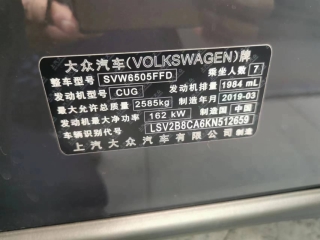 大众汽车(VOLKSWAGEN)牌
整车型号 SVW6505FFD 乘坐人数 7
发动机型号 CUG 发动机排量 1984 mL
最大允许总质量 2585kg 制造年月 2019-03
发动机最大净功率 162 kW 制造国 中国
车辆识别代号 LSV2B8CA6KN512659
上汽大众汽车有限公司 制造